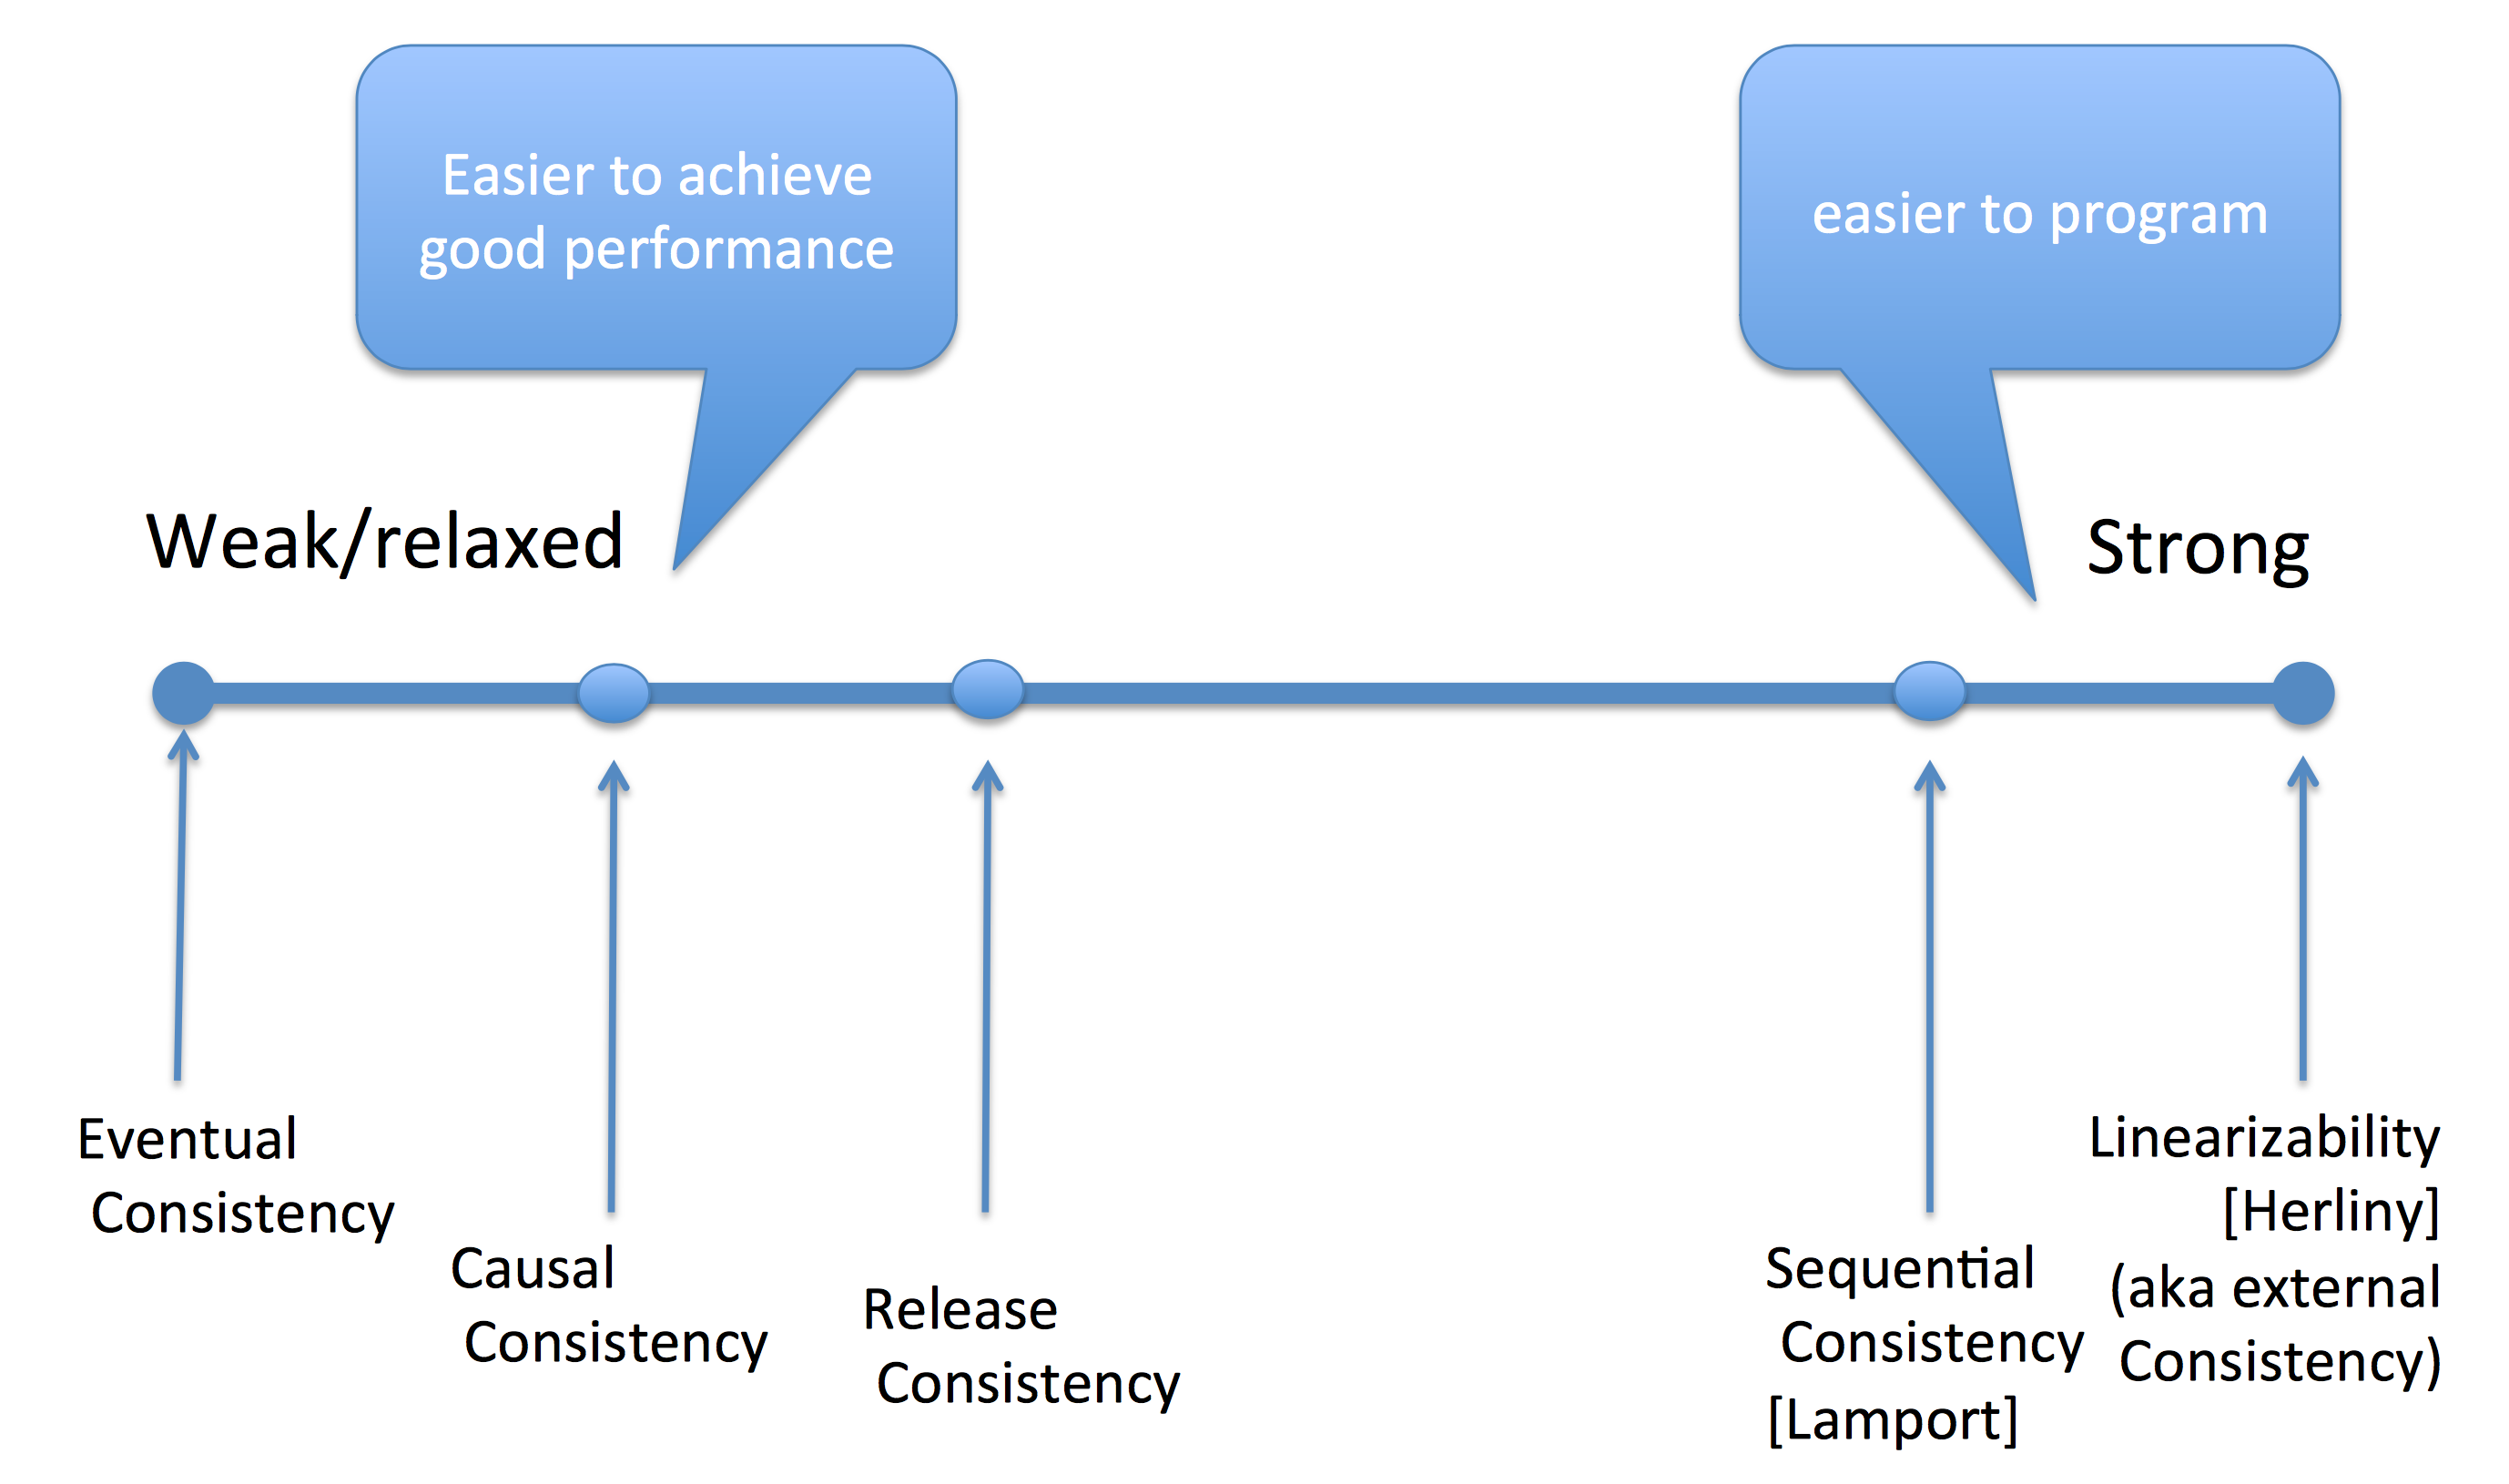 Easier to achieve
good performance
easier to program
Weak/relaxed
Strong
Eventual
Consistency
Causal
Consistency
Release
Consistency
Sequential
Consistency
[Lamport]
Linearizability
[Herliny]
(aka external
Consistency)